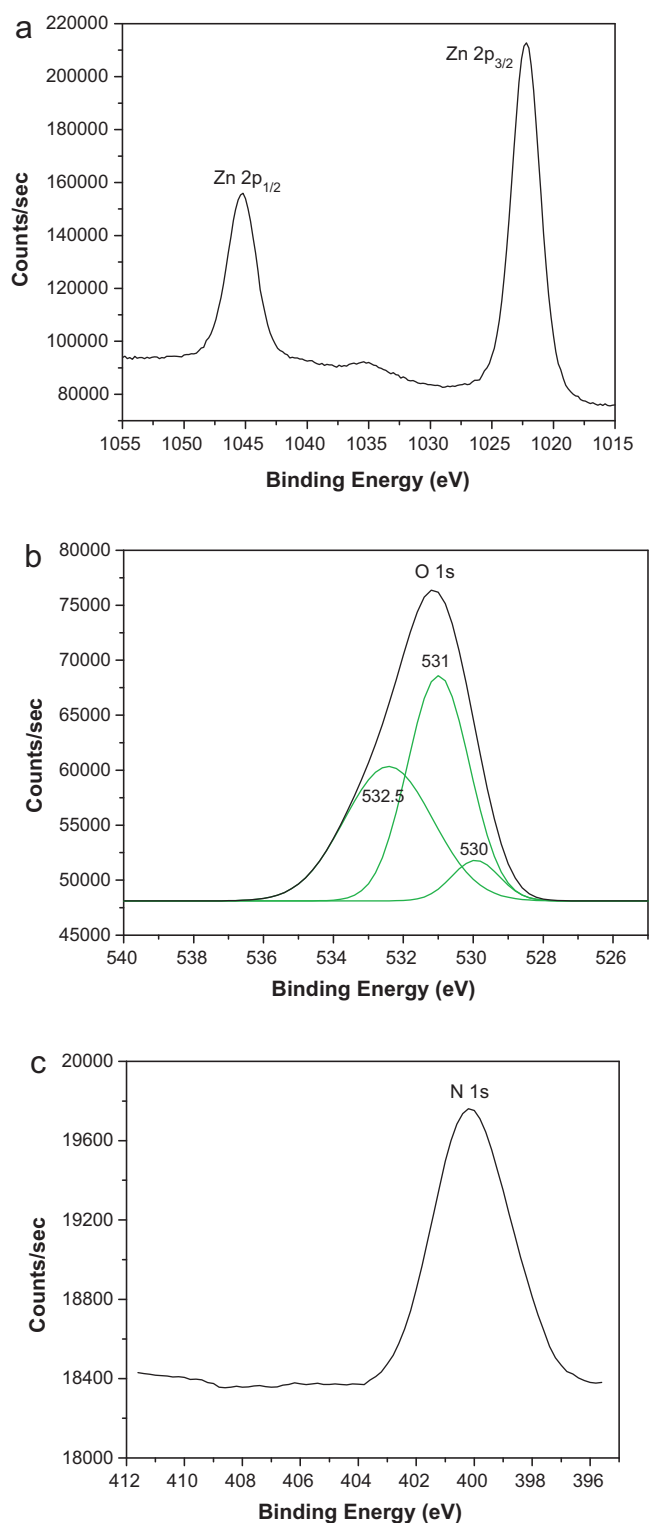 a
220000
200000
180000
160000
140000
120000
100000
80000
Counts/sec
Zn 2p1/2
Zn 2p3/2
1055 1050 1045 1040 1035 1030 1025 1020 1015
Binding Energy (eV)
b
80000
75000
70000
65000
60000
55000
50000
45000
Counts/sec
O 1s
531
532.5
530
540 538 536 534 532 530 528 526
Binding Energy (eV)
c
20000
19600
19200
18800
18400
18000
Counts/sec
N 1s
412 410 408 406 404 402 400 398 396
Binding Energy (eV)